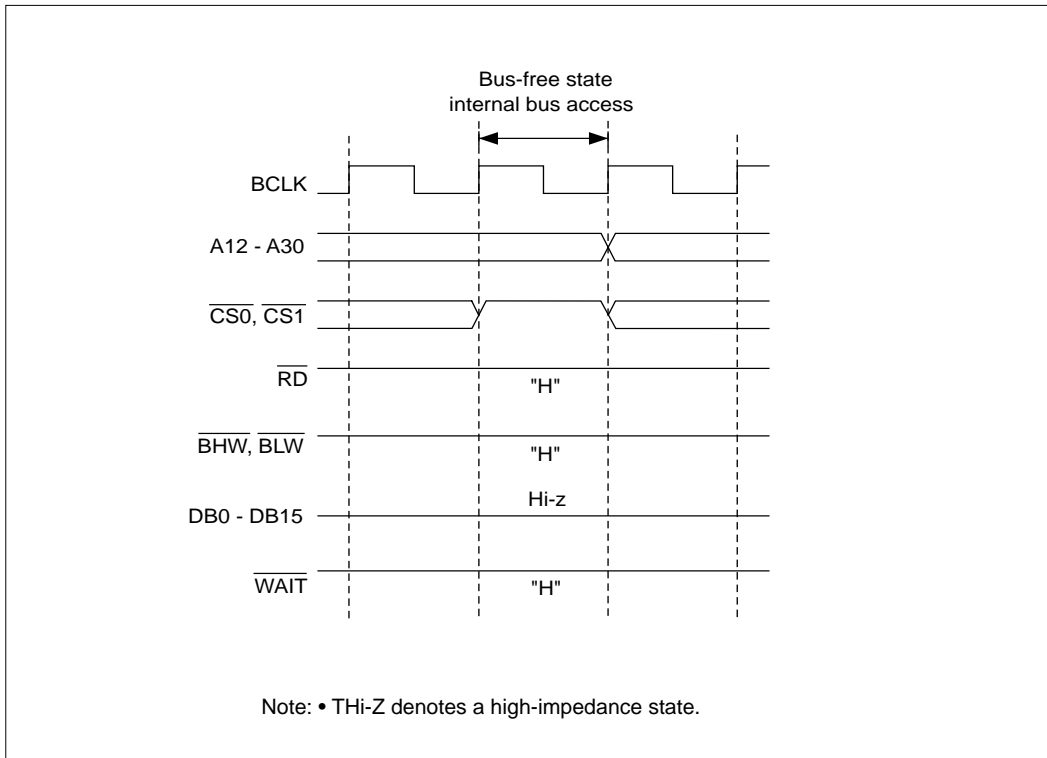 Bus-free state
internal bus access
BCLK
A12 - A30
CS0, CS1
RD
"H"
BHW, BLW
"H"
Hi-z
DB0 - DB15
WAIT
"H"
Note: • THi-Z denotes a high-impedance state.